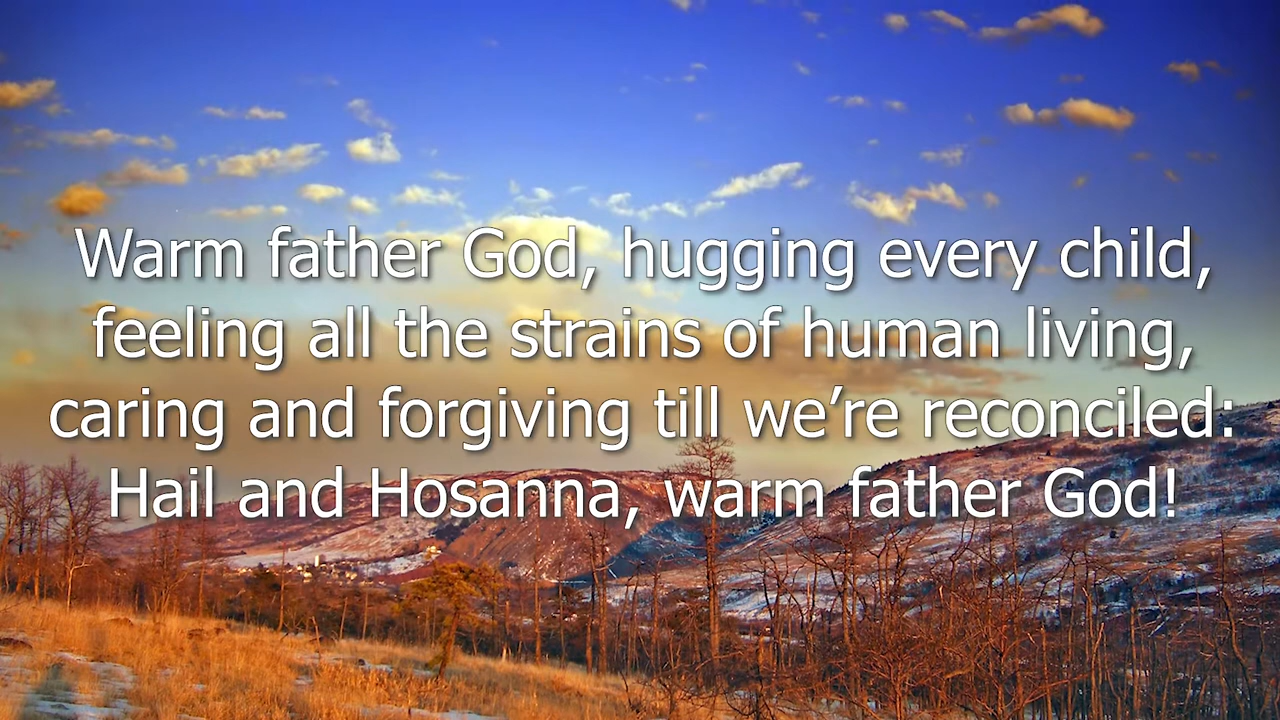 Warm father God, hugging every child,
feeling all the strains of human living,
caring and forgiving till we’re reconciled:
Hail and Hosanna, warm father God!